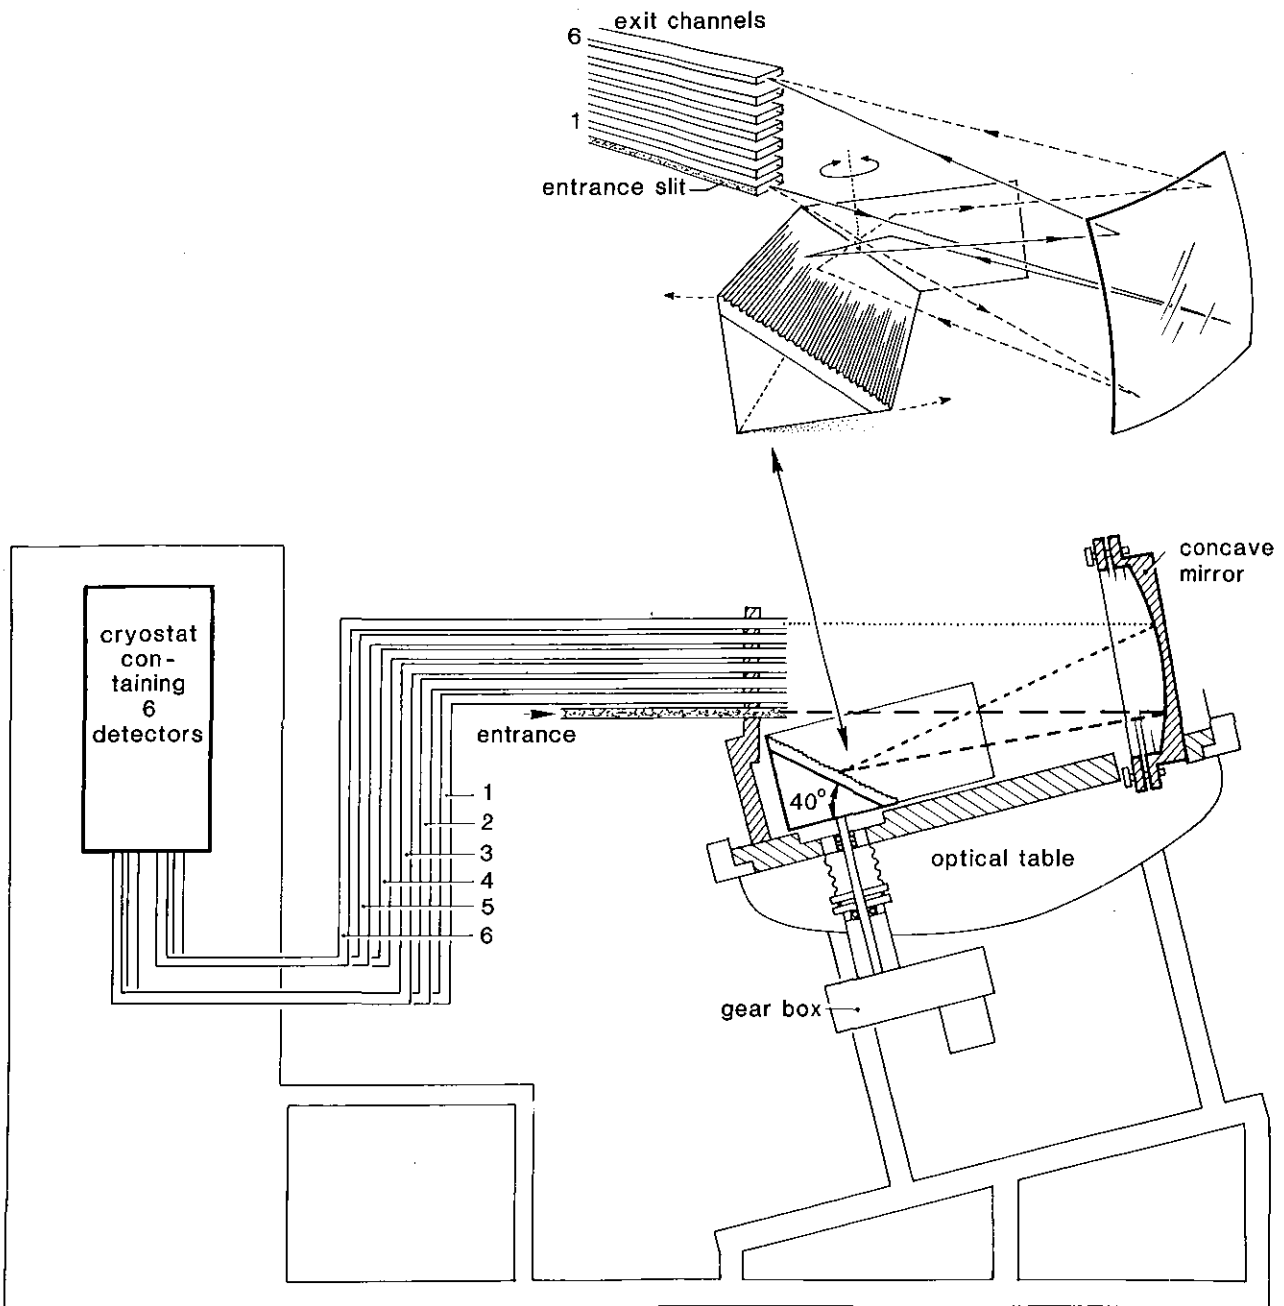 exit channels
6
1
entrance slit
concave
mirror
cryostat
con-
taining
6
detectors
entrance
40°
1
2
3
4
5
6
optical table
gear box